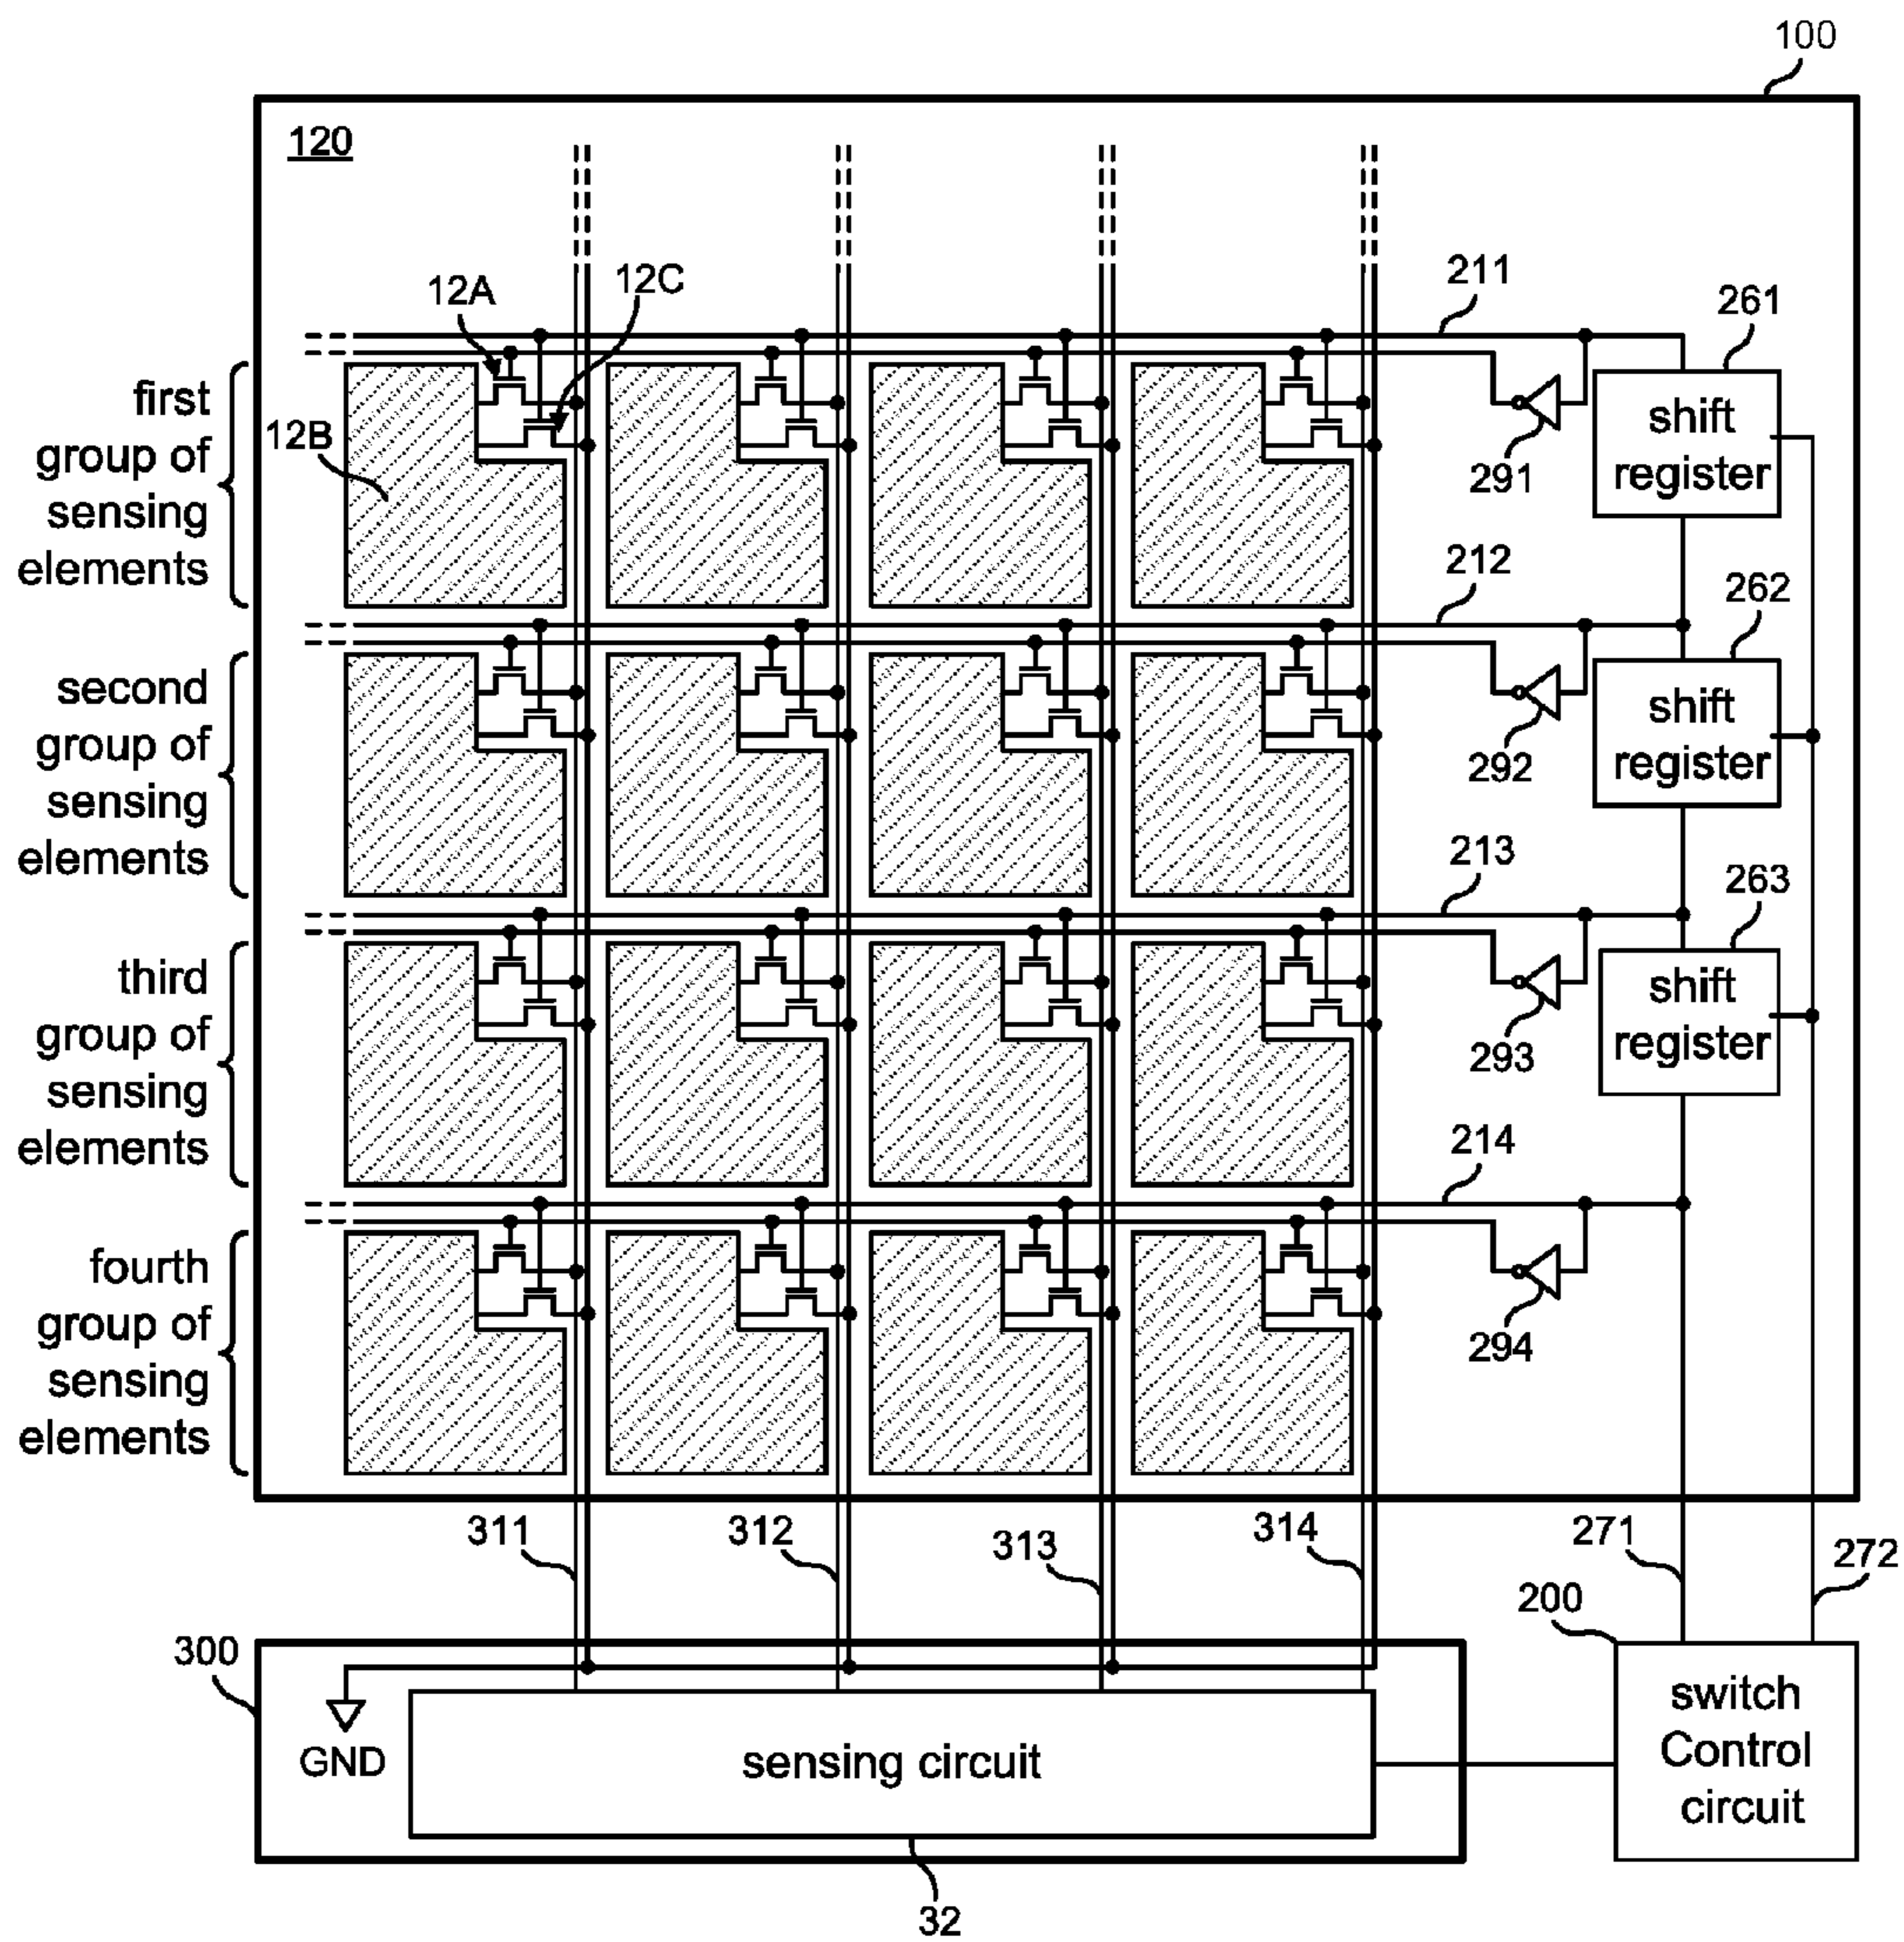 100
120
211
261
12A
12C
first
group of
sensing
elements
12B
shift
register
291
212
262
second
group of
sensing
elements
shift
register
292
213
263
third
group of
sensing
elements
shift
register
293
214
fourth
group of
sensing
elements
294
311
312
313
314
271
272
200
300
GND
sensing circuit
switch
Control
circuit
32